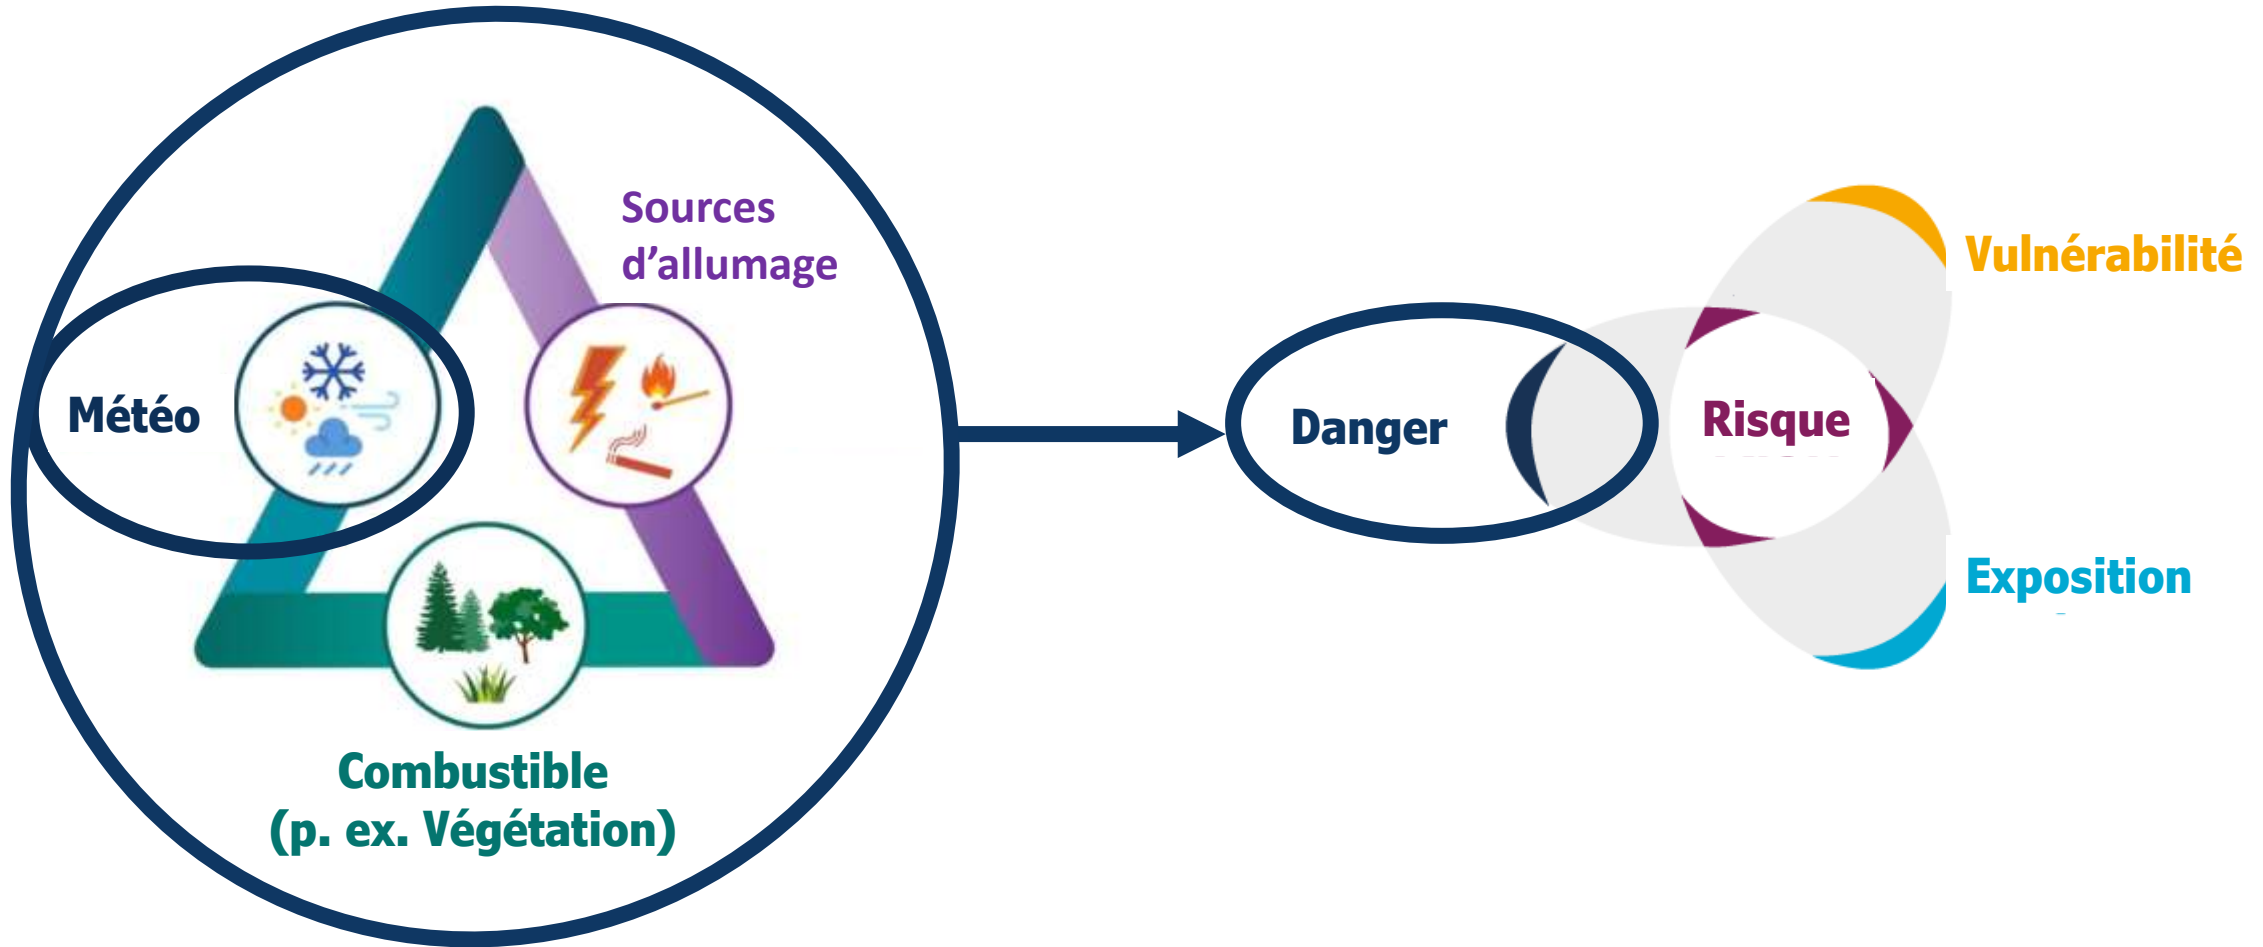 Sources
d’allumage
Météo
Combustible
(p. ex. Végétation)
Danger
Risque
Vulnérabilité
Exposition